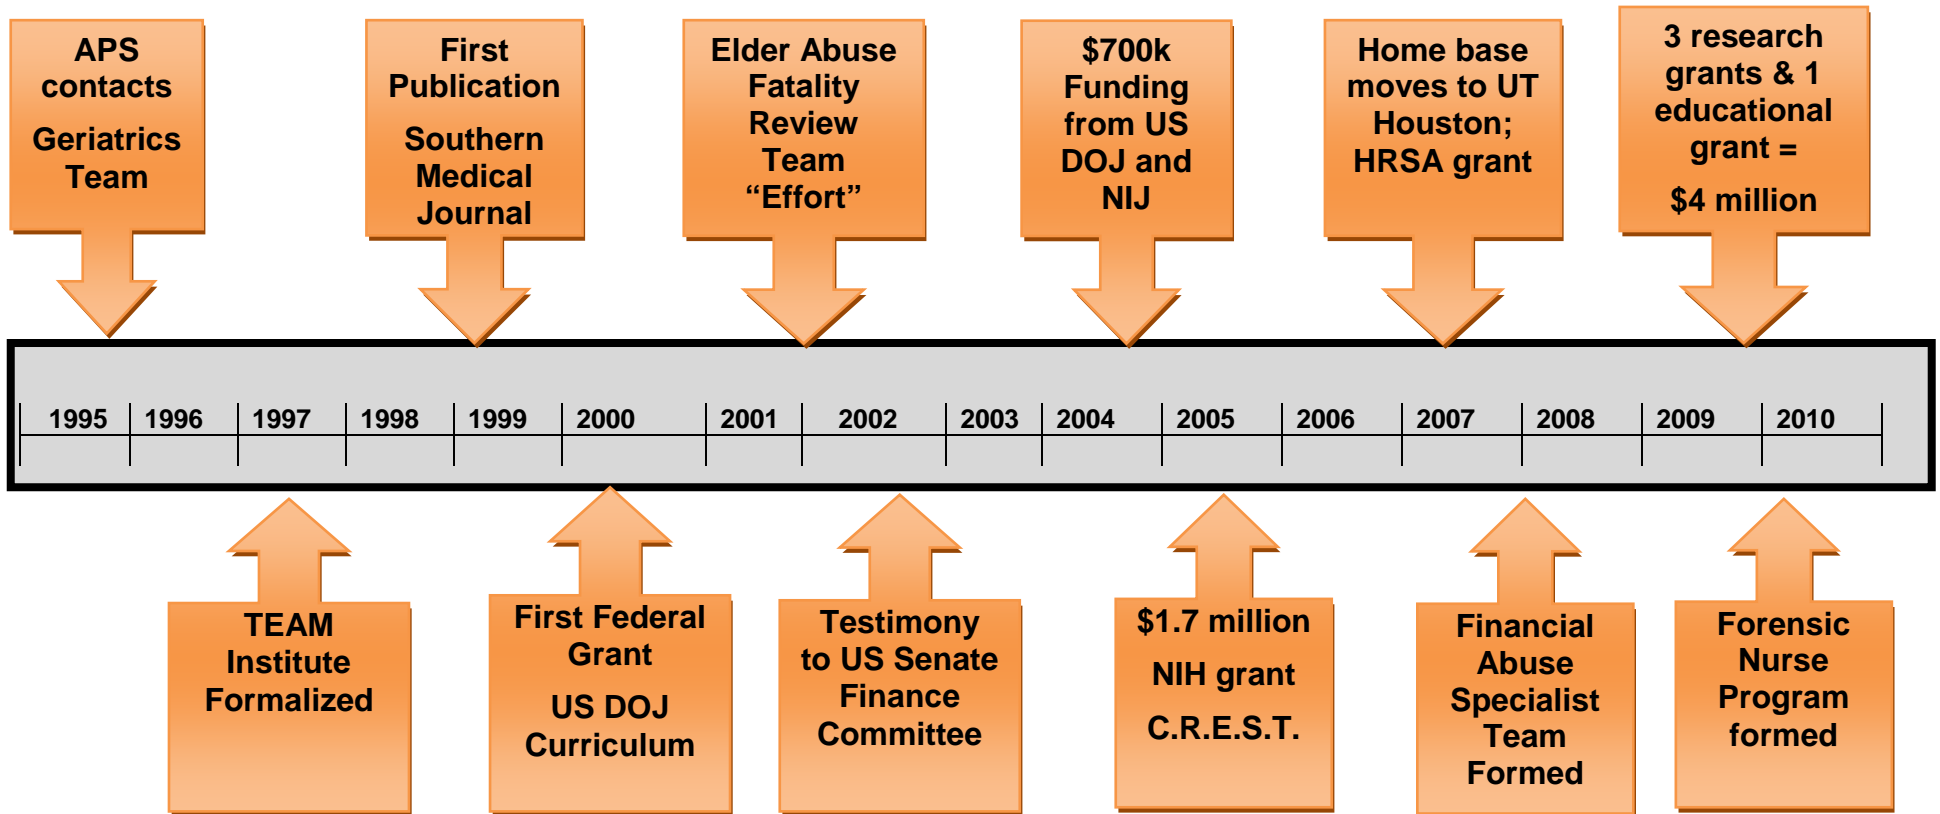 APS
contacts
Geriatrics
Team
First
Publication
Southern
Medical
Journal
Elder Abuse
Fatality
Review
Team
“Effort”
$700k
Funding
from US
DOJ and
NIJ
Home base
moves to UT
Houston;
HRSA grant
3 research
grants & 1
educational
grant =
$4 million
1995 1996 1997 1998 1999 2000 2001 2002 2003 2004 2005 2006 2007 2008 2009 2010
TEAM
Institute
Formalized
First Federal
Grant
US DOJ
Curriculum
Testimony
to US Senate
Finance
Committee
$1.7 million
NIH grant
C.R.E.S.T.
Financial
Abuse
Specialist
Team
Formed
Forensic
Nurse
Program
formed